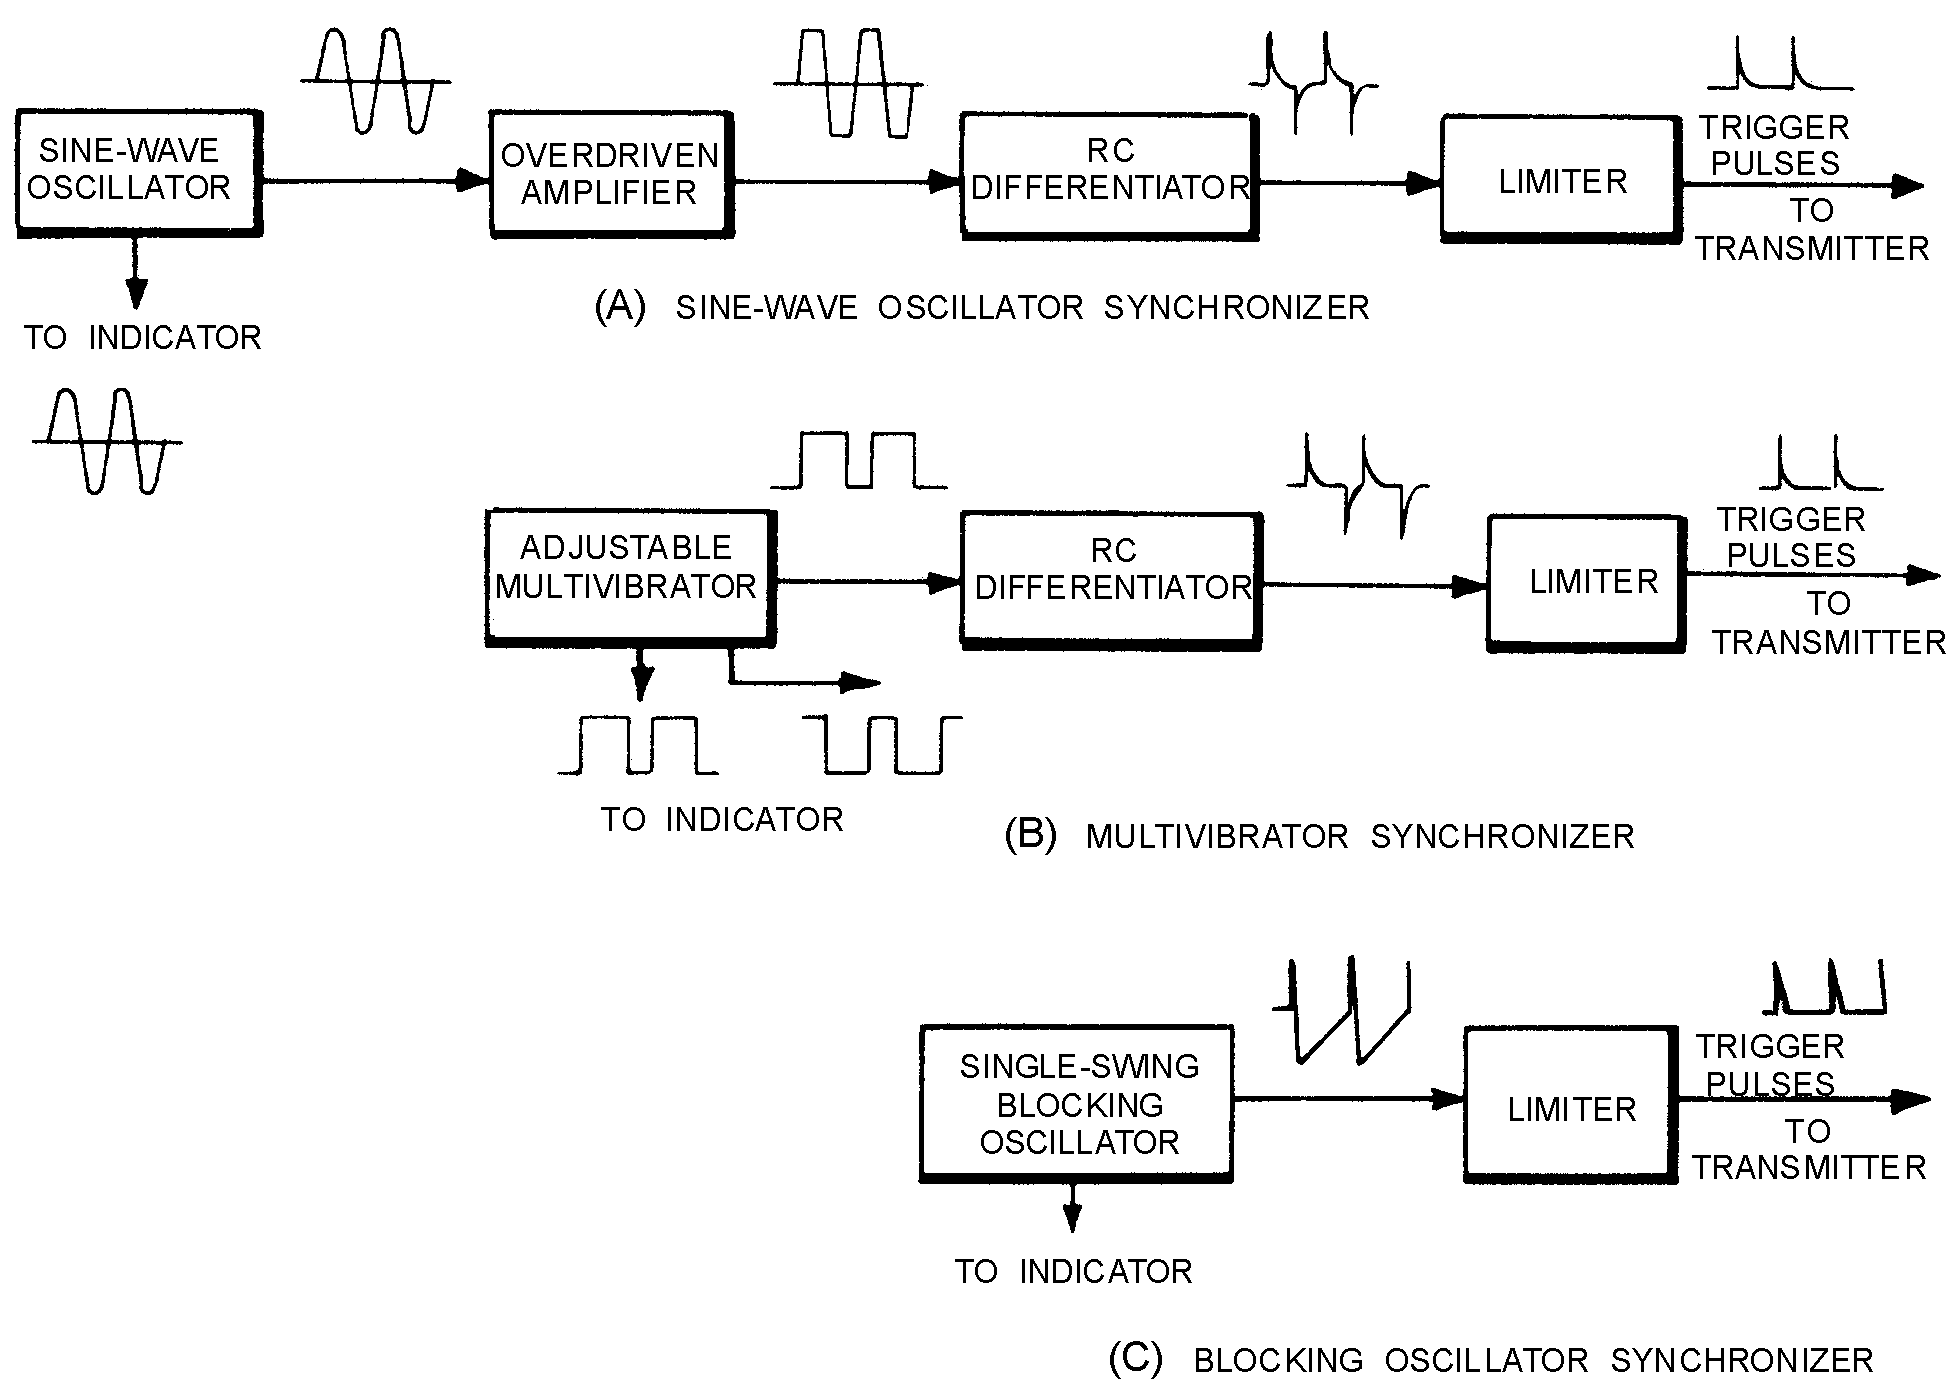 SINE-WAVE
OSCILLATOR
OVERDRIVEN
AMPLIFIER
RC
DIFFERENTIATOR
LIMITER
TRIGGER
PULSES
TO
TRANSMITTER
TO INDICATOR
(A) SINE-WAVE OSCILLATOR SYNCHRONIZER
ADJUSTABLE
MULTIVIBRATOR
RC
DIFFERENTIATOR
LIMITER
TRIGGER
PULSES
TO
TRANSMITTER
TO INDICATOR
(B) MULTIVIBRATOR SYNCHRONIZER
SINGLE-SWING
BLOCKING
OSCILLATOR
LIMITER
TRIGGER
PULSES
TO
TRANSMITTER
TO INDICATOR
(C) BLOCKING OSCILLATOR SYNCHRONIZER